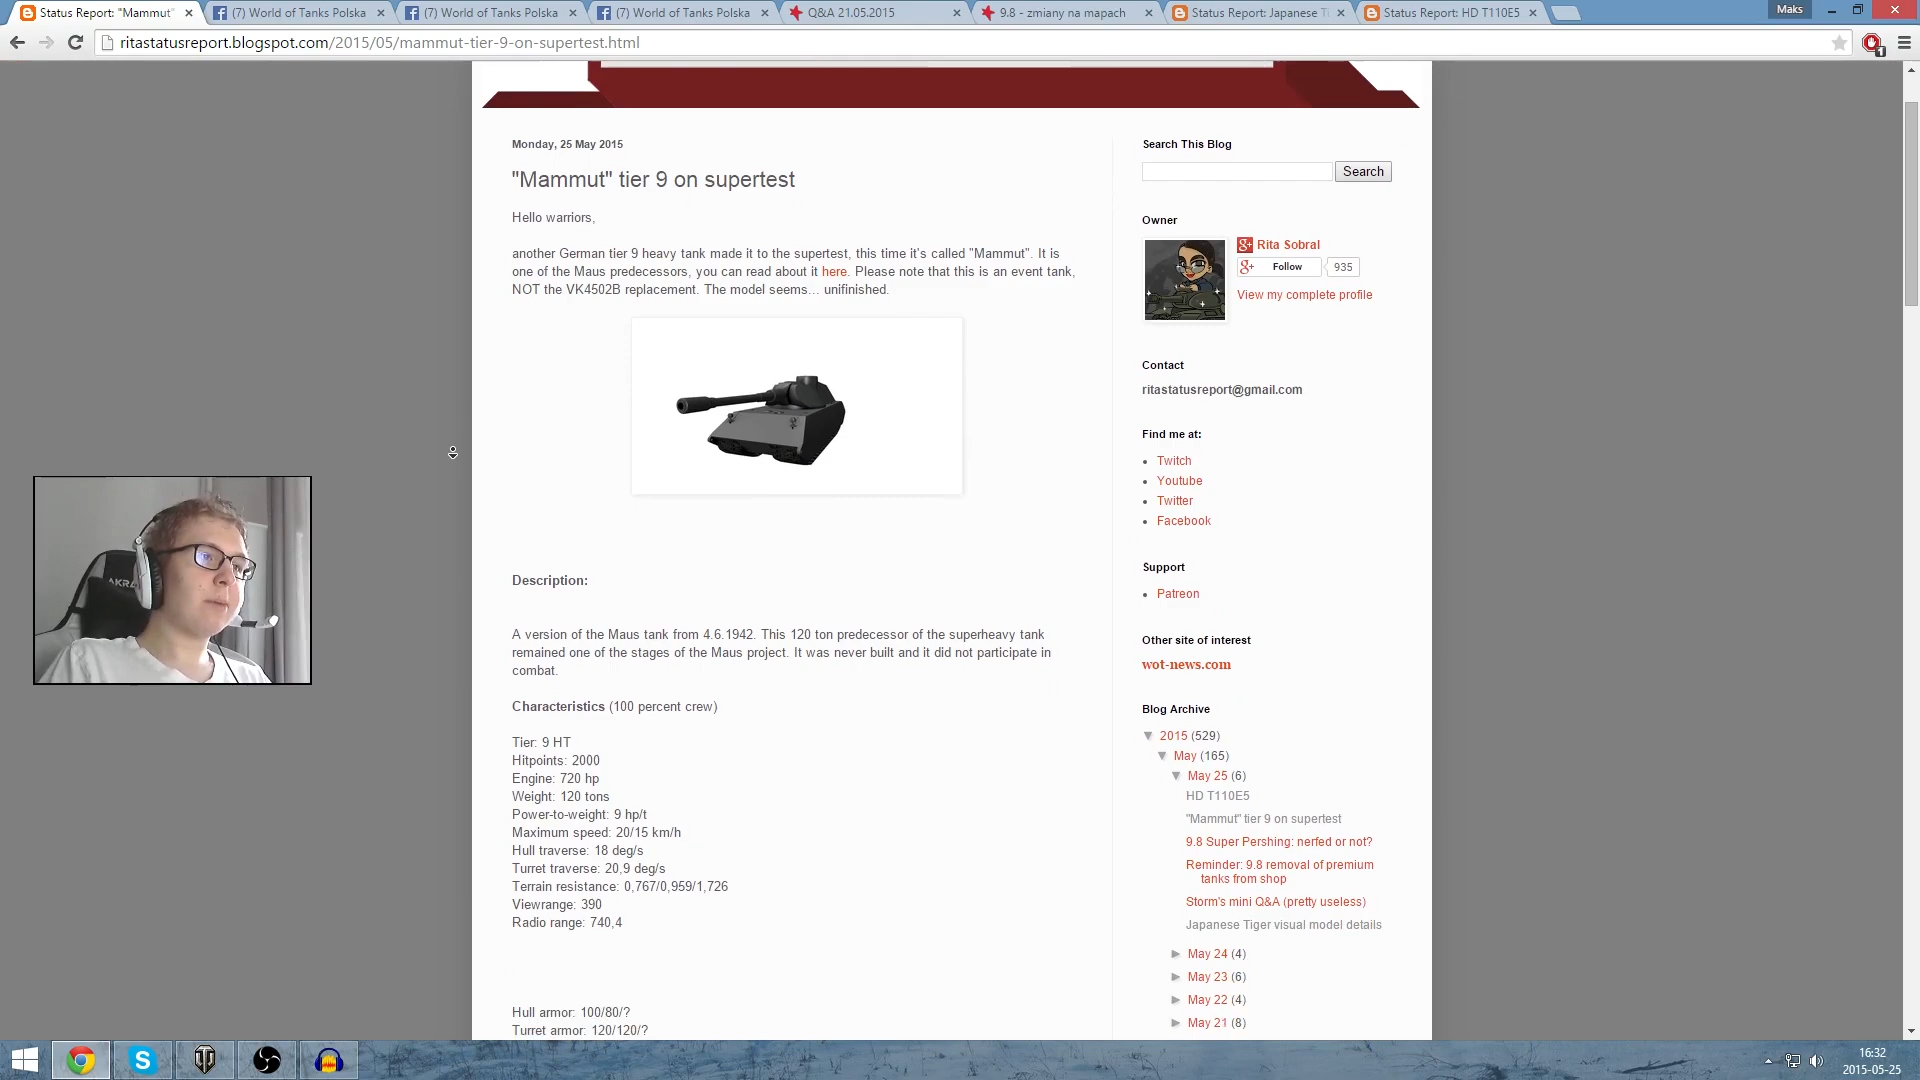 Status Report: "Mammut"
(7) World of Tanks Polska
(7) World of Tanks Polska
(7) World of Tanks Polska
Q&A 21.05.2015
9.8 - zmiany na mapach
Status Report: Japanese Ti
Status Report: HD T110E5
Maks
ritastatusreport.blogspot.com/2015/05/mammut-tier-9-on-supertest.html
1
Monday, 25 May 2015
"Mammut" tier 9 on supertest
Hello warriors,
another German tier 9 heavy tank made it to the supertest, this time it's called "Mammut". It is
one of the Maus predecessors, you can read about it here. Please note that this is an event tank,
NOT the VK4502B replacement. The model seems... unifinished.
Description:
A version of the Maus tank from 4.6.1942. This 120 ton predecessor of the superheavy tank
remained one of the stages of the Maus project. It was never built and it did not participate in
combat.
Characteristics (100 percent crew)
Tier: 9 HT
Hitpoints: 2000
Engine: 720 hp
Weight: 120 tons
Power-to-weight: 9 hp/t
Maximum speed: 20/15 km/h
Hull traverse: 18 deg/s
Turret traverse: 20,9 deg/s
Terrain resistance: 0,767/0,959/1,726
Viewrange: 390
Radio range: 740,4
Hull armor: 100/80/?
Turret armor: 120/120/?
Search This Blog
Search
Owner
Rita Sobral
Follow
935
View my complete profile
Contact
ritastatusreport@gmail.com
Find me at:
Twitch
Youtube
Twitter
Facebook
Support
Patreon
Other site of interest
wot-news.com
Blog Archive
▼ 2015 (529)
▼ May (165)
▼ May 25 (6)
HD T110E5
"Mammut" tier 9 on supertest
9.8 Super Pershing: nerfed or not?
Reminder: 9.8 removal of premium
tanks from shop
Storm's mini Q&A (pretty useless)
Japanese Tiger visual model details
► May 24 (4)
► May 23 (6)
► May 22 (4)
► May 21 (8)
AKRA
16:32
2015-05-25